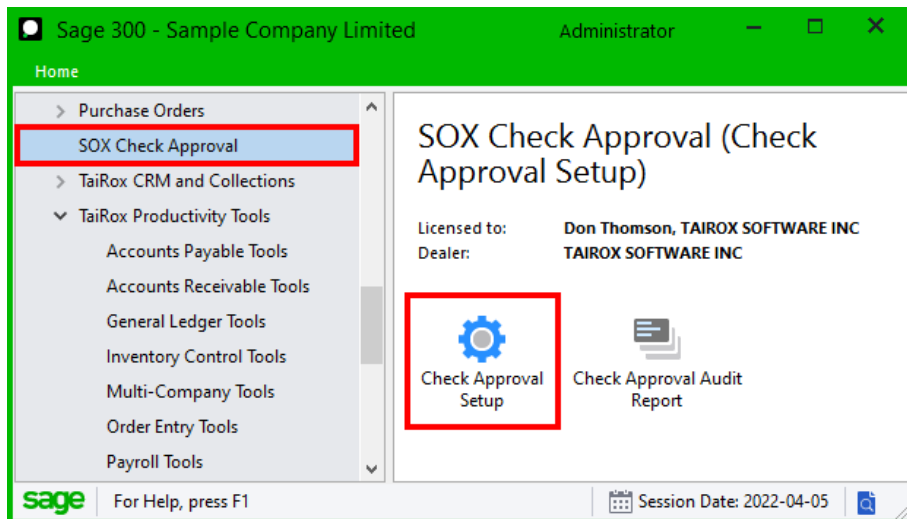 Sage 300 - Sample Company Limited
Administrator
Home
Purchase Orders
SOX Check Approval
TaiRox CRM and Collections
TaiRox Productivity Tools
Accounts Payable Tools
Accounts Receivable Tools
General Ledger Tools
Inventory Control Tools
Multi-Company Tools
Order Entry Tools
Payroll Tools
SOX Check Approval (Check
Approval Setup)
Licensed to: Don Thomson, TAIROX SOFTWARE INC
Dealer: TAIROX SOFTWARE INC
Check Approval
Setup
Check Approval Audit
Report
sage
For Help, press F1
Session Date: 2022-04-05